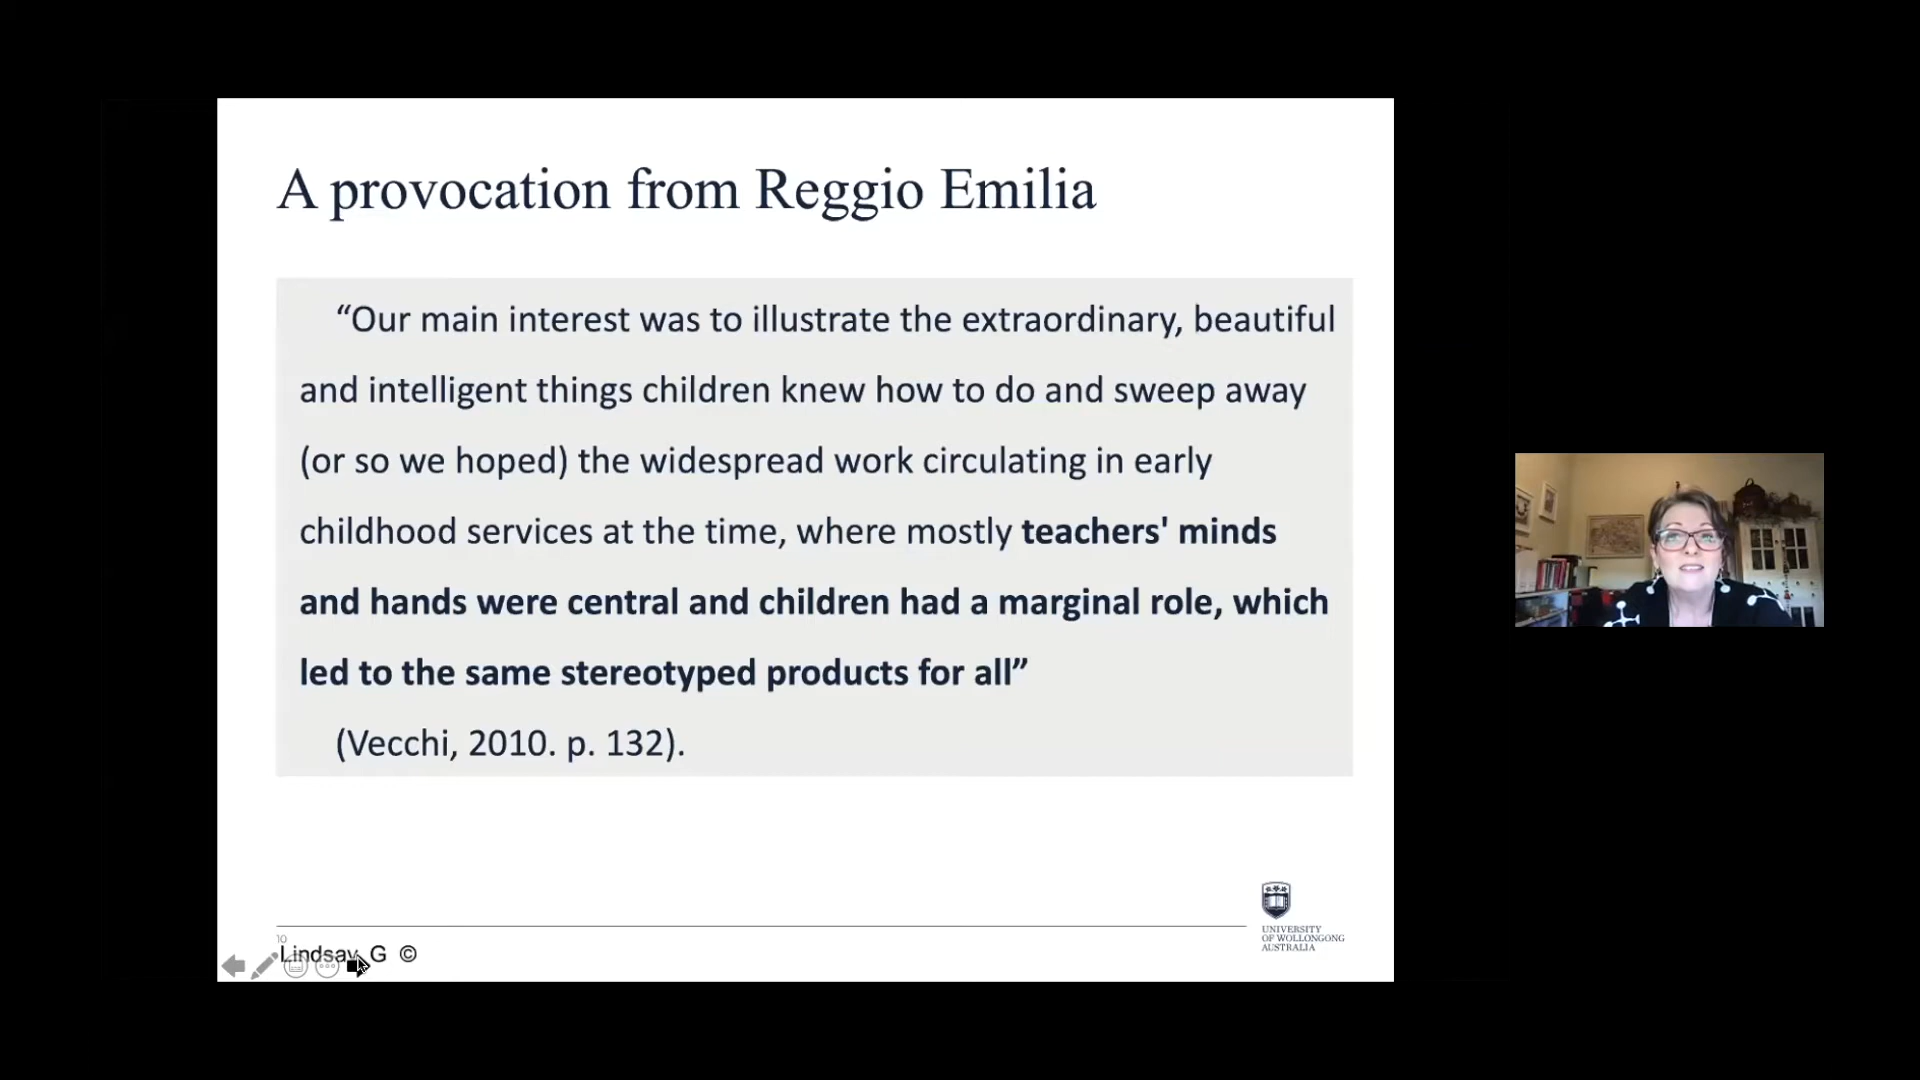 A provocation from Reggio Emilia
“Our main interest was to illustrate the extraordinary, beautiful
and intelligent things children knew how to do and sweep away
(or so we hoped) the widespread work circulating in early
childhood services at the time, where mostly teachers' minds
and hands were central and children had a marginal role, which
led to the same stereotyped products for all”
(Vecchi, 2010. p. 132).
10
Lindsay G ©
UNIVERSITY
OF WOLLONGONG
AUSTRALIA